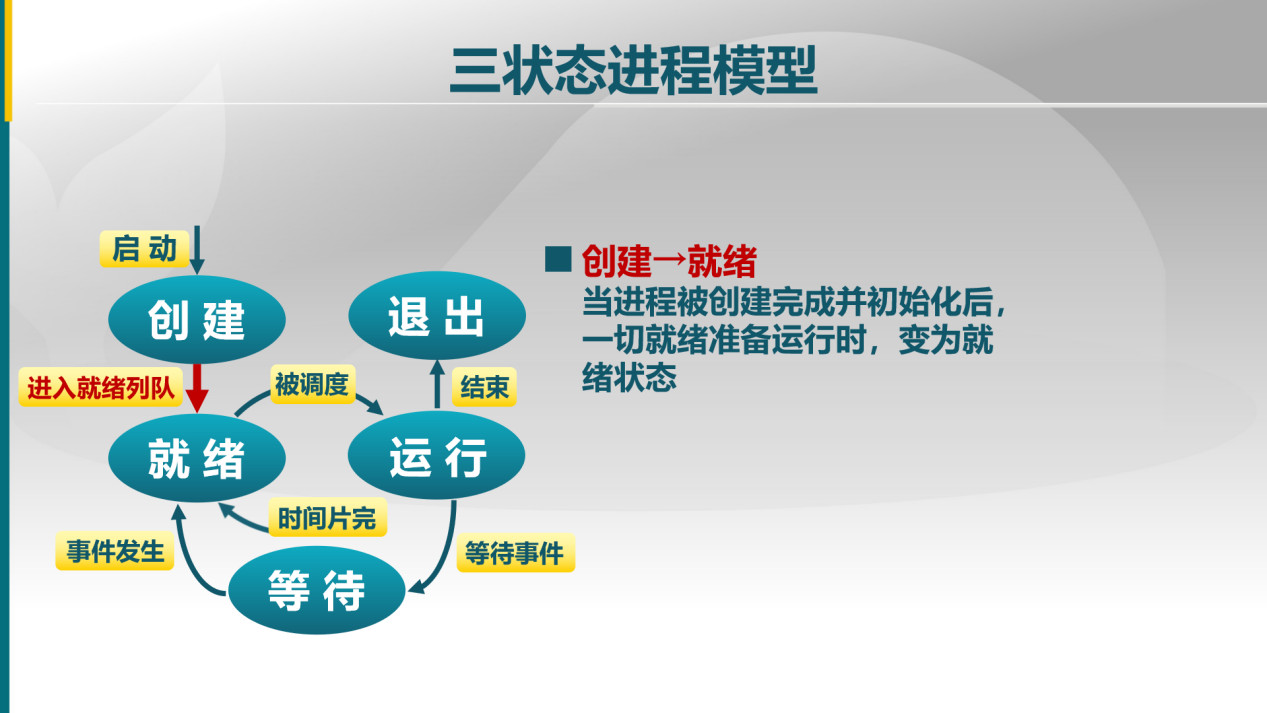 三状态进程模型
启 动
创 建
退 出
进入就绪列队
被调度
结束
就 绪
运 行
时间片完
事件发生
等待事件
等 待
■ 创建→就绪
当进程被创建完成并初始化后，
一切就绪准备运行时，变为就
绪状态